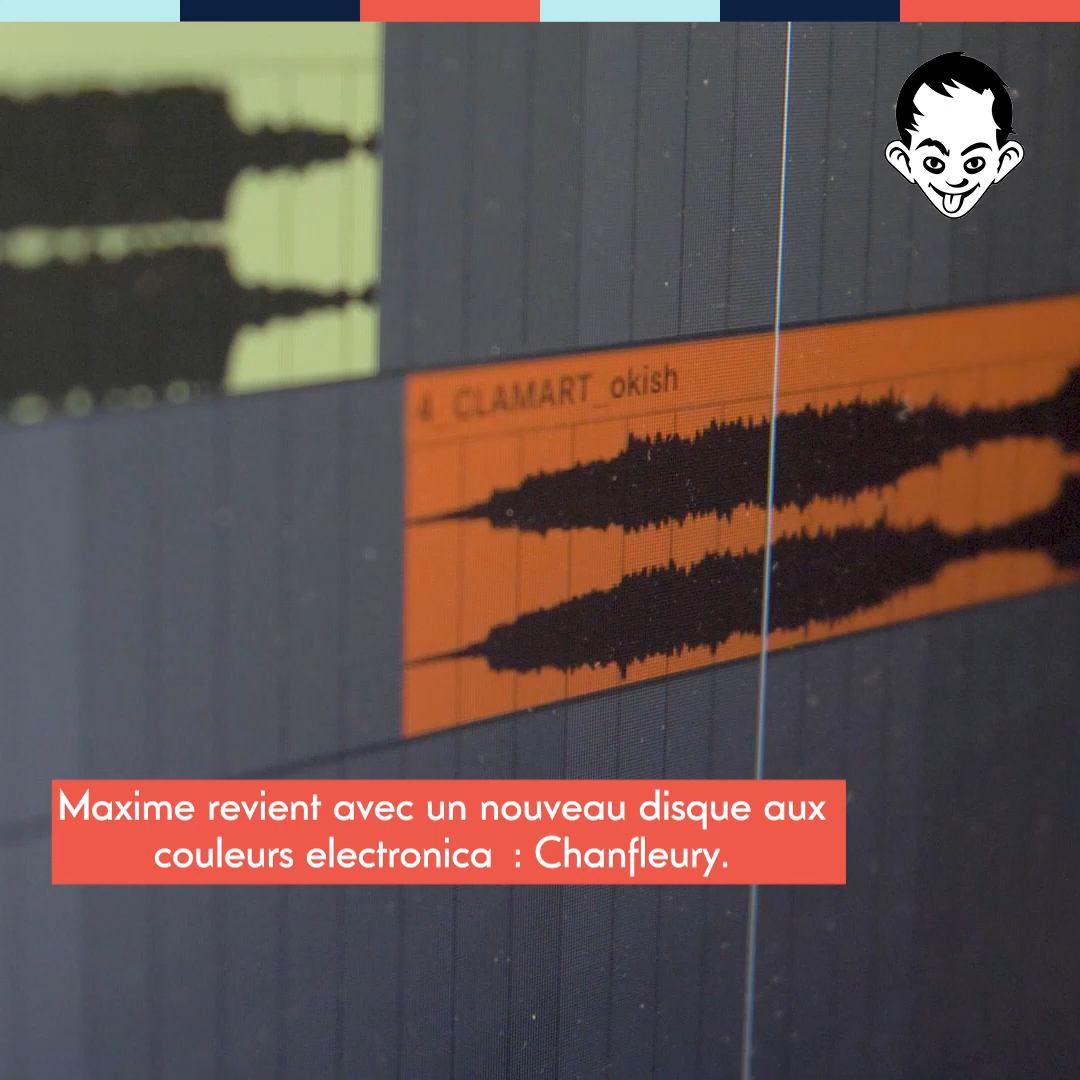 4_CLAMART_okish
Maxime revient avec un nouveau disque aux
couleurs electronica : Chanfleury.